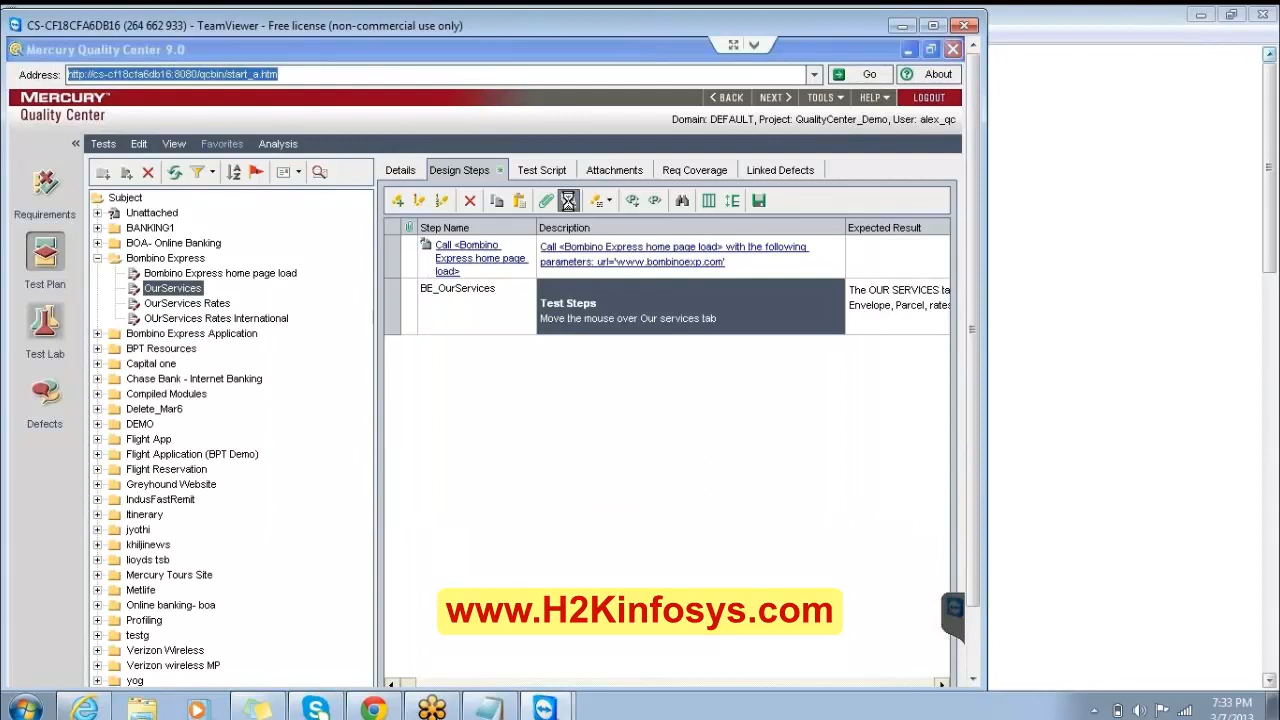 CS-CF18CFA6DB16 (264 662 933) - TeamViewer - Free license (non-commercial use only)
Mercury Quality Center 9.0
Address: http://cs-cf18cfa6db16:8080/qcbin/start_a.htm Go About
MERCURY™
Quality Center
BACK NEXT TOOLS HELP LOGOUT
Domain: DEFAULT, Project: QualityCenter_Demo, User: alex_qc
Tests Edit View Favorites Analysis
Details Design Steps Test Script Attachments Req Coverage Linked Defects
Requirements
Test Plan
Test Lab
Defects
Subject
Unattached
BANKING1
BOA- Online Banking
Bombino Express
Bombino Express home page load
OurServices
OurServices Rates
OUrServices Rates International
Bombino Express Application
BPT Resources
Capital one
Chase Bank - Internet Banking
Compiled Modules
Delete_Mar6
DEMO
Flight App
Flight Application (BPT Demo)
Flight Reservation
Greyhound Website
IndusFastRemit
Itinerary
jyothi
khiljinews
lloyds tsb
Mercury Tours Site
Metlife
Online banking- boa
Profiling
testg
Verizon Wireless
Verizon wireless MP
yog
Step Name Description Expected Result
Call <Bombino
Express home page
load>
Call <Bombino Express home page load> with the following
parameters: url='www.bombinoexp.com'
BE_OurServices
Test Steps
Move the mouse over Our services tab
The OUR SERVICES ta
Envelope, Parcel, rates
www.H2Kinfosys.com
7:33 PM
3/7/2013